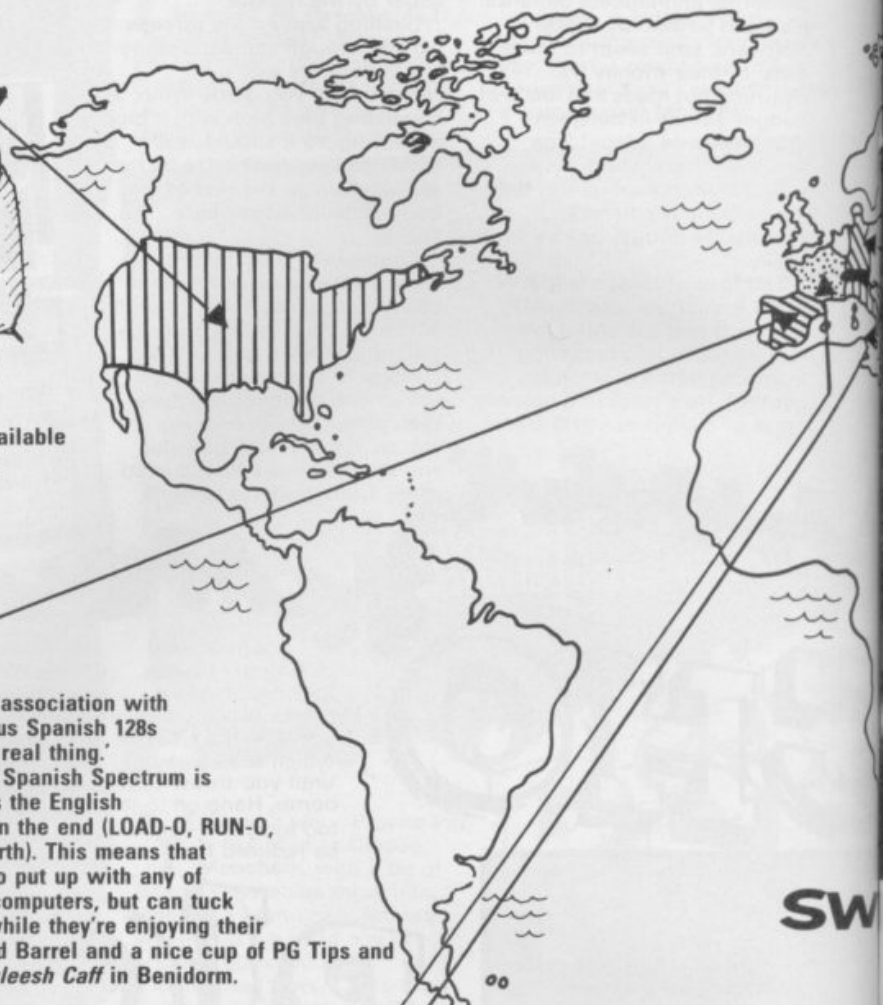 ailable
association with
us Spanish 128s
real thing.'
Spanish Spectrum is
s the English
n the end (LOAD-O, RUN-O,
rth). This means that
o put up with any of
computers, but can tuck
while they're enjoying their
d Barrel and a nice cup of PG Tips and
leesh Caff in Benidorm.
SW